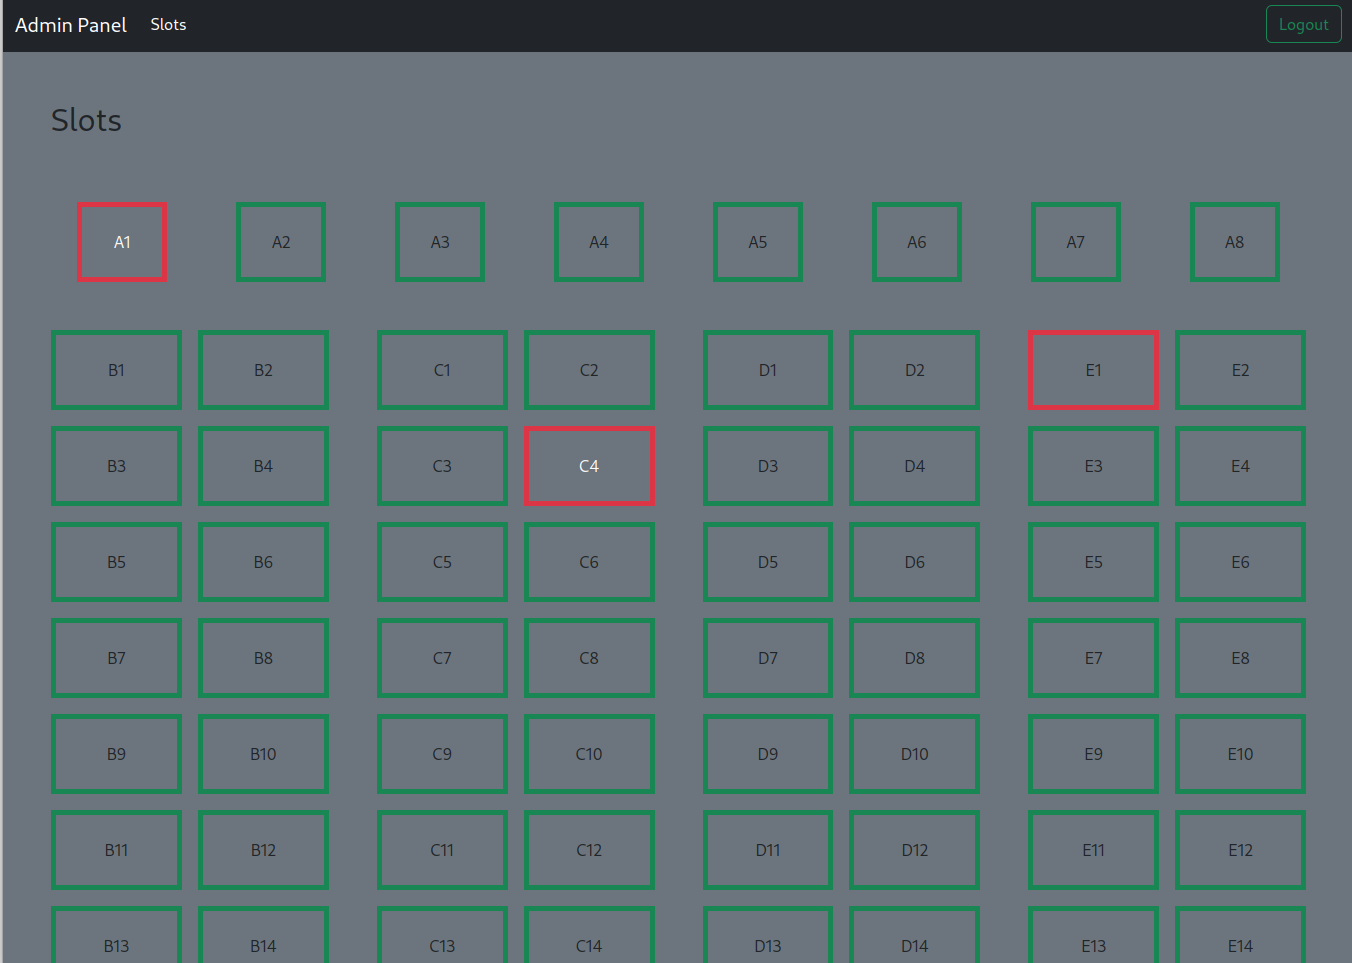 Admin Panel Slots Logout
Slots
A1 A2 A3 A4 A5 A6 A7 A8
B1 B2 C1 C2 D1 D2 E1 E2
B3 B4 C3 C4 D3 D4 E3 E4
B5 B6 C5 C6 D5 D6 E5 E6
B7 B8 C7 C8 D7 D8 E7 E8
B9 B10 C9 C10 D9 D10 E9 E10
B11 B12 C11 C12 D11 D12 E11 E12
B13 B14 C13 C14 D13 D14 E13 E14